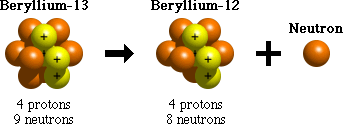 Beryllium-13
Beryllium-12
Neutron
+
+
+
+
+
+
+
4 protons
9 neutrons
4 protons
8 neutrons